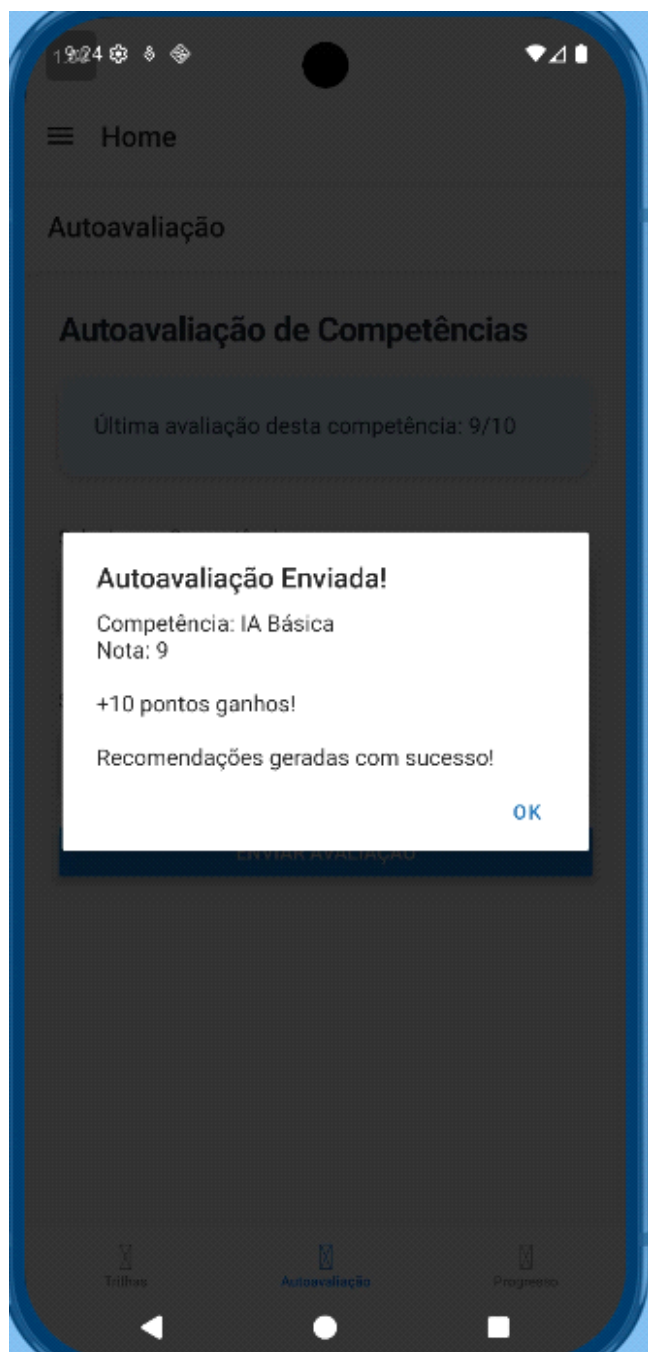 Home
Autoavaliação
Autoavaliação de Competências
Última avaliação desta competência: 9/10
Autoavaliação Enviada!
Competência: IA Básica
Nota: 9
+10 pontos ganhos!
Recomendações geradas com sucesso!
OK
ENVIAR AVALIAÇÃO
Trilhas
Autoavaliação
Progresso